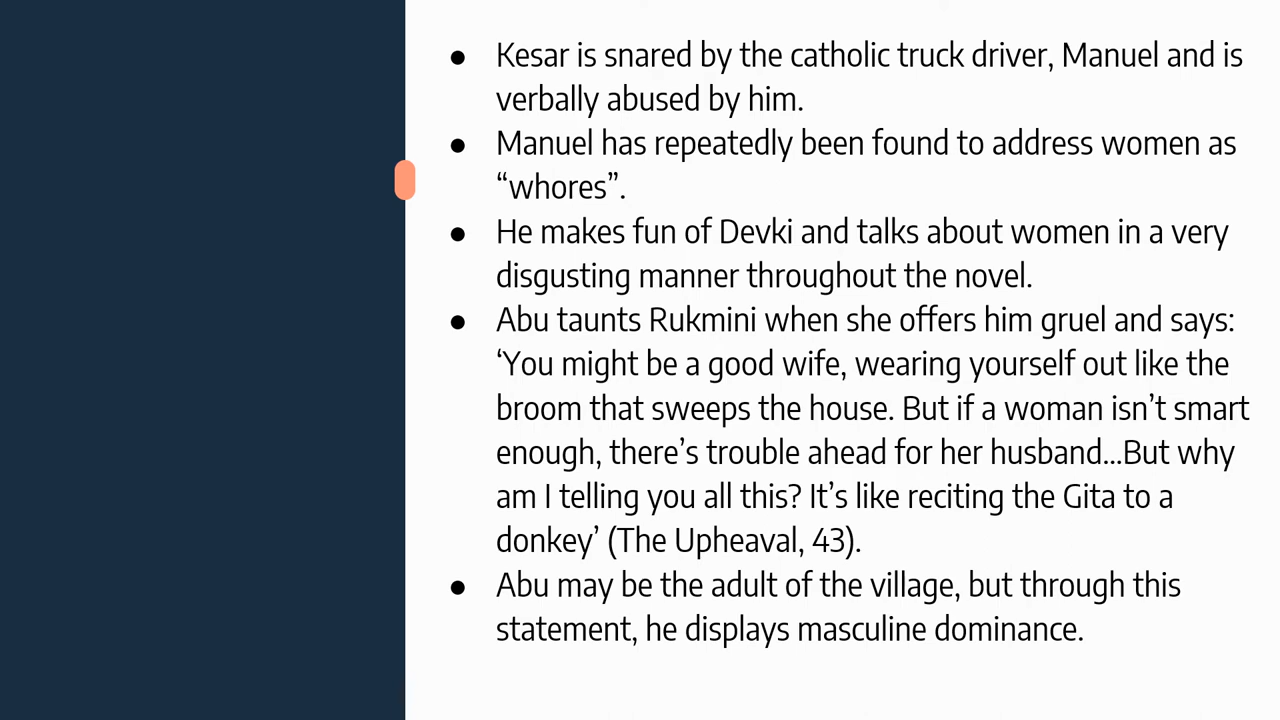 ● Kesar is snared by the catholic truck driver, Manuel and is
verbally abused by him.
● Manuel has repeatedly been found to address women as
“whores”.
● He makes fun of Devki and talks about women in a very
disgusting manner throughout the novel.
● Abu taunts Rukmini when she offers him gruel and says:
‘You might be a good wife, wearing yourself out like the
broom that sweeps the house. But if a woman isn’t smart
enough, there’s trouble ahead for her husband...But why
am I telling you all this? It’s like reciting the Gita to a
donkey’ (The Upheaval, 43).
● Abu may be the adult of the village, but through this
statement, he displays masculine dominance.